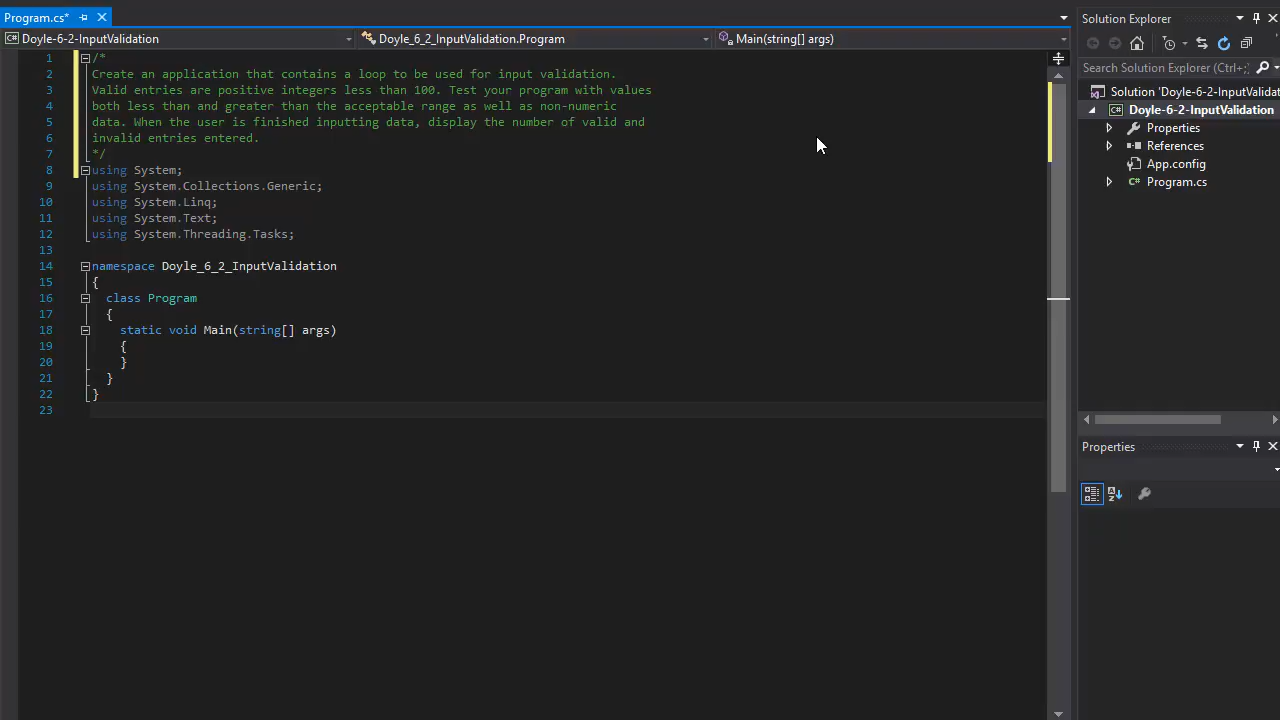 Program.cs*
Doyle-6-2-InputValidation
Doyle_6_2_InputValidation.Program
Main(string[] args)
1 /*
2 Create an application that contains a loop to be used for input validation.
3 Valid entries are positive integers less than 100. Test your program with values
4 both less than and greater than the acceptable range as well as non-numeric
5 data. When the user is finished inputting data, display the number of valid and
6 invalid entries entered.
7 */
8 using System;
9 using System.Collections.Generic;
10 using System.Linq;
11 using System.Text;
12 using System.Threading.Tasks;
13
14 namespace Doyle_6_2_InputValidation
15 {
16 class Program
17 {
18 static void Main(string[] args)
19 {
20 }
21 }
22 }
23
Solution Explorer
Search Solution Explorer (Ctrl+;
Solution 'Doyle-6-2-InputValidat
C# Doyle-6-2-InputValidation
Properties
References
App.config
C# Program.cs
Properties